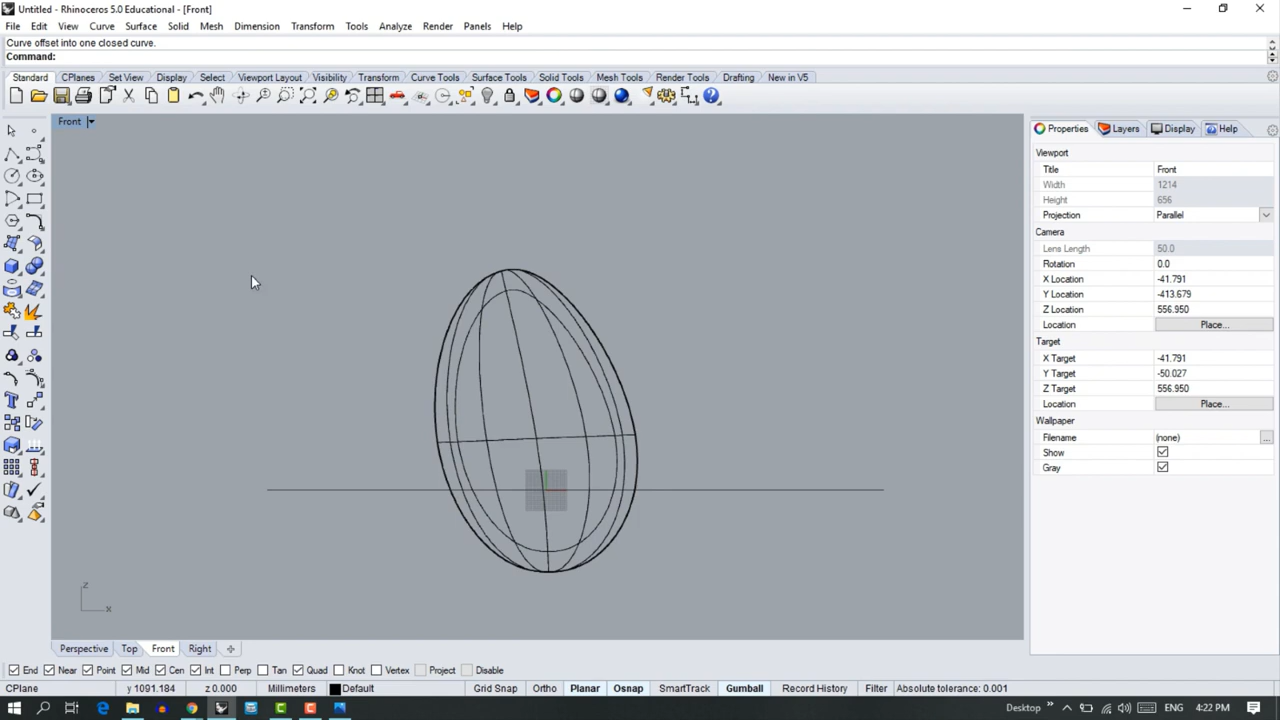 Untitled - Rhinoceros 5.0 Educational - [Front]
File Edit View Curve Surface Solid Mesh Dimension Transform Tools Analyze Render Panels Help
Curve offset into one closed curve.
Command:
Standard CPlanes Set View Display Select Viewport Layout Visibility Transform Curve Tools Surface Tools Solid Tools Mesh Tools Render Tools Drafting New in V5
Front
Properties Layers Display Help
Viewport
Title Front
Width 1214
Height 656
Projection Parallel
Camera
Lens Length 50.0
Rotation 0.0
X Location -41.791
Y Location -413.679
Z Location 556.950
Location Place...
Target
X Target -41.791
Y Target -50.027
Z Target 556.950
Location Place...
Wallpaper
Filename (none) ...
Show
Gray
z
x
Perspective Top Front Right
End Near Point Mid Cen Int Perp Tan Quad Knot Vertex Project Disable
CPlane y 1091.184 z 0.000 Millimeters Default Grid Snap Ortho Planar Osnap SmartTrack Gumball Record History Filter Absolute tolerance: 0.001
Desktop » ENG 4:22 PM